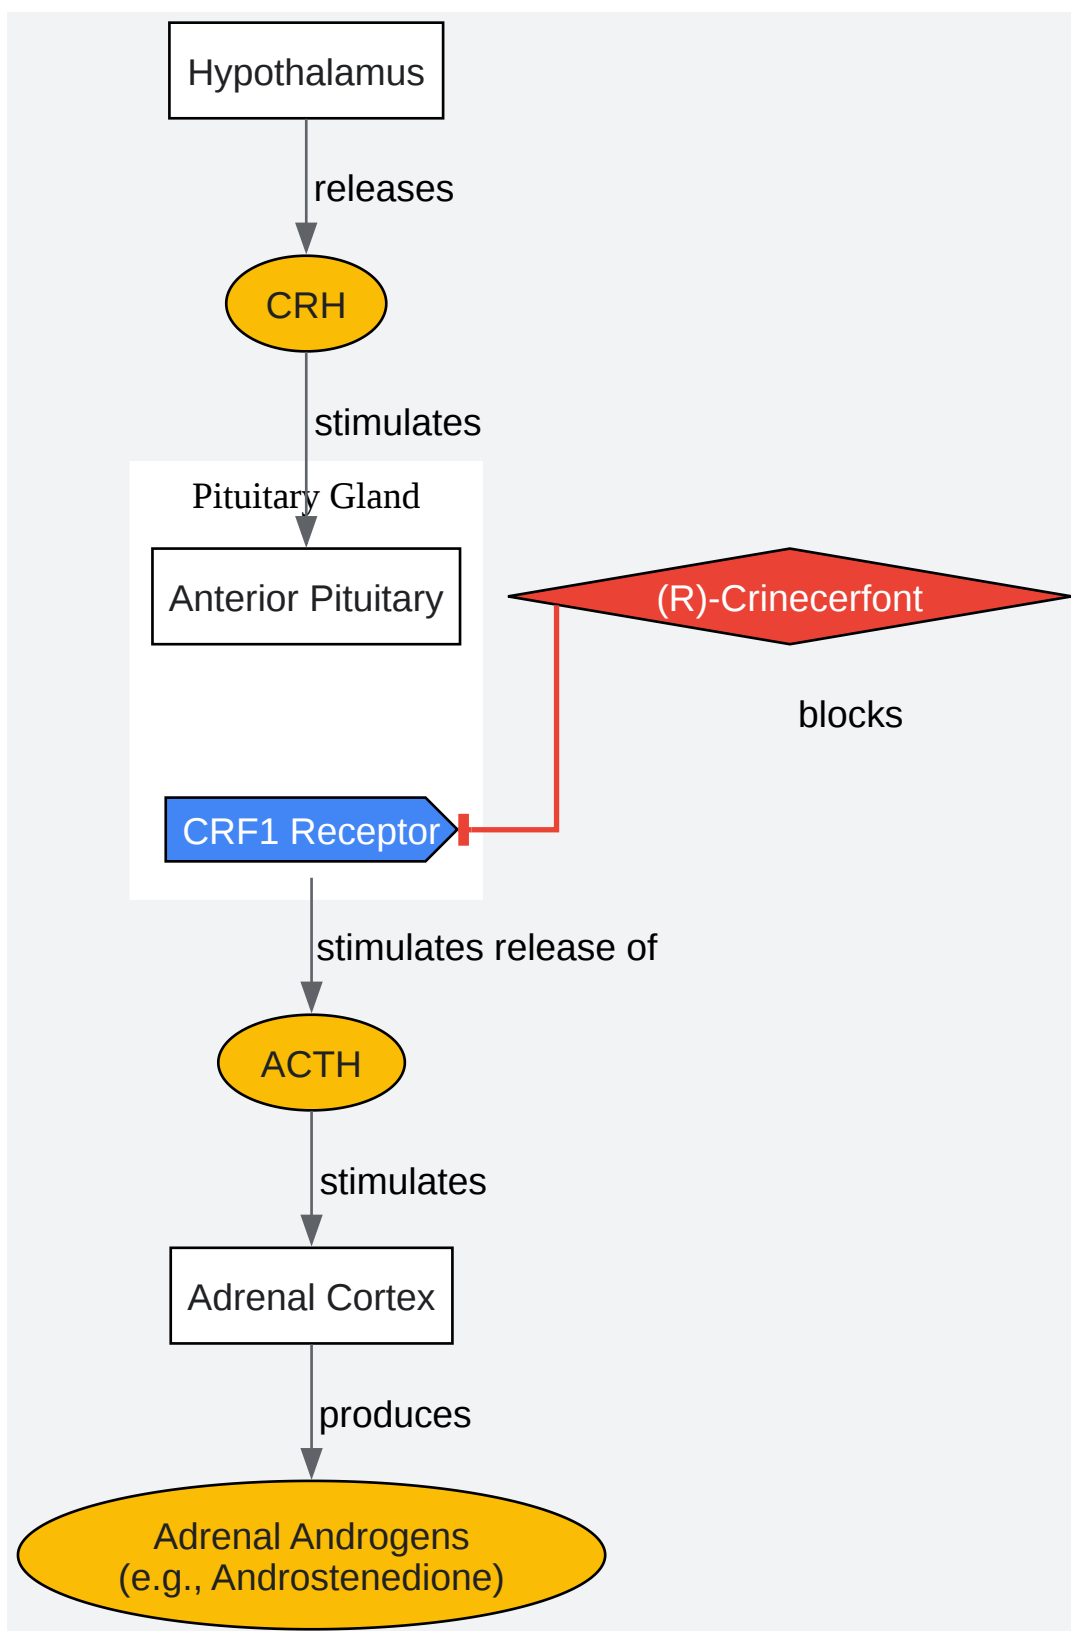 Hypothalamus
releases
CRH
stimulates
Pituitary Gland
Anterior Pituitary
(R)-Crinecerfont
blocks
CRF1 Receptor
stimulates release of
ACTH
stimulates
Adrenal Cortex
produces
Adrenal Androgens
(e.g., Androstenedione)